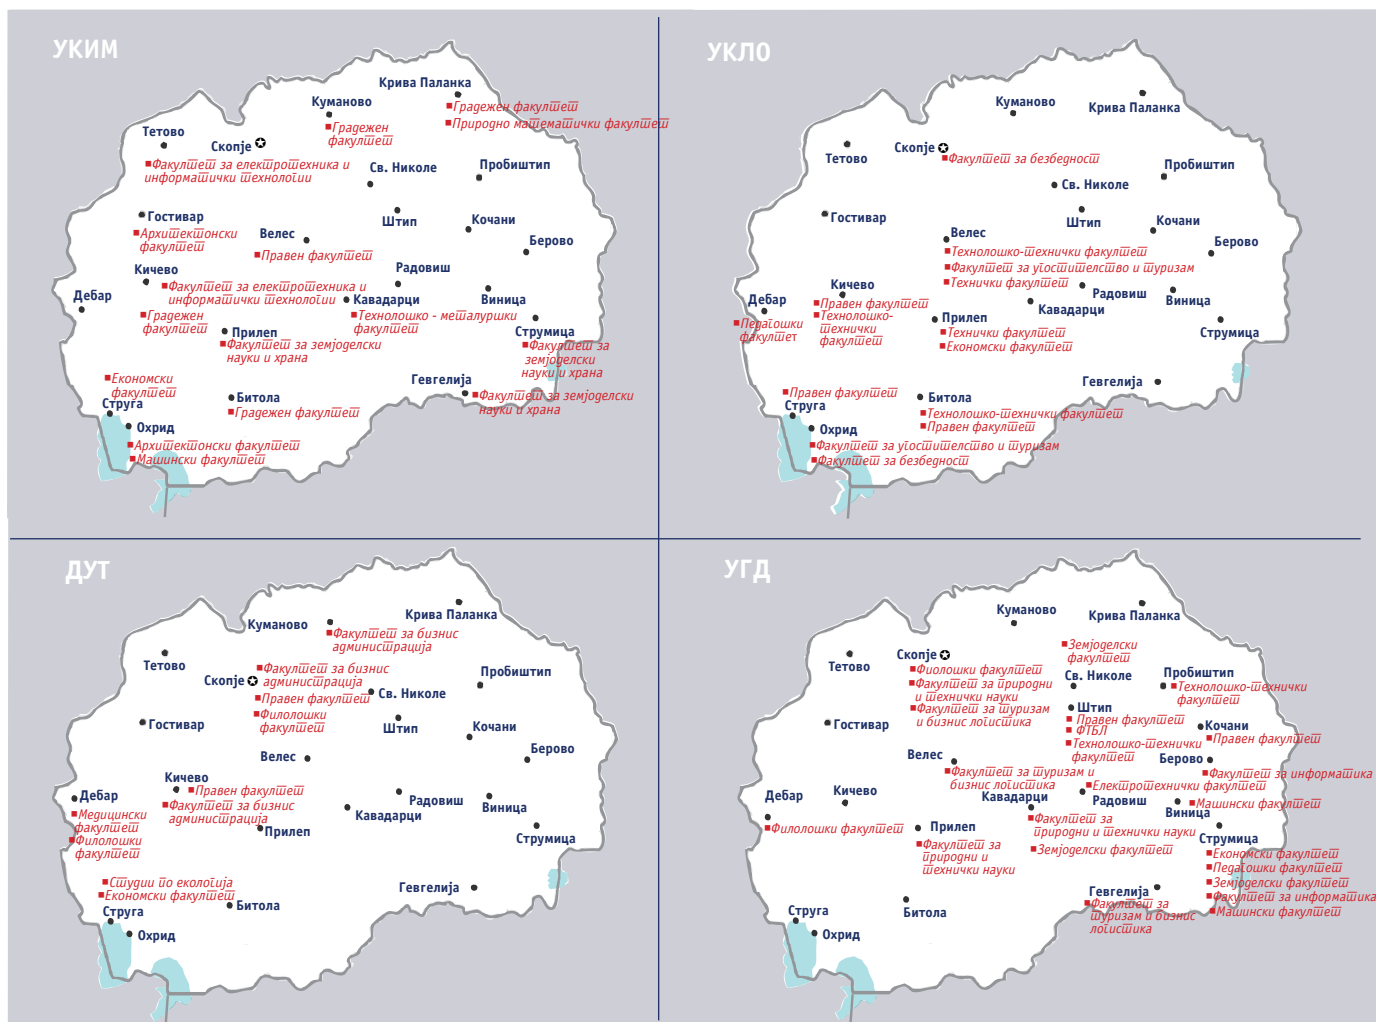 УКИМ
Крива Паланка
Градежен факултет
Природно математички факултет
Куманово
Градежен
факултет
Тетово
Скопје
Факултет за електротехника и
информатички технологии
Св. Николе
Пробиштип
Гостивар
Архитектонски
факултет
Велес
Правен факултет
Штип
Кочани
Берово
Кичево
Факултет за електротехника и
информатички технологии
Радовиш
Дебар
Градежен
факултет
Кавадарци
Технолошко - металуршки
факултет
Виница
Прилеп
Факултет за земјоделски
науки и храна
Струмица
Факултет за
земјоделски
науки и храна
Економски
факултет
Гевгелија
Факултет за земјоделски
науки и храна
Струга
Битола
Градежен факултет
Охрид
Архитектонски факултет
Машински факултет
УКЛО
Куманово
Крива Паланка
Тетово
Скопје
Факултет за безбедност
Св. Николе
Пробиштип
Гостивар
Штип
Кочани
Велес
Технолошко-технички факултет
Факултет за угостителство и туризам
Технички факултет
Берово
Дебар
Педагошки
факултет
Кичево
Правен факултет
Технолошко-
технички
факултет
Радовиш
Виница
Кавадарци
Прилеп
Технички факултет
Економски факултет
Струмица
Гевгелија
Правен факултет
Струга
Битола
Технолошко-технички факултет
Правен факултет
Охрид
Факултет за угостителство и туризам
Факултет за безбедност
ДУТ
Крива Паланка
Куманово
Факултет за бизнис
администрација
Тетово
Скопје
Факултет за бизнис
администрација
Правен факултет
Филолошки
факултет
Св. Николе
Пробиштип
Гостивар
Штип
Кочани
Велес
Берово
Кичево
Правен факултет
Факултет за бизнис
администрација
Дебар
Медицински
факултет
Филолошки
факултет
Радовиш
Виница
Кавадарци
Прилеп
Струмица
Студии по екологија
Економски факултет
Гевгелија
Струга
Битола
Охрид
УГД
Куманово
Крива Паланка
Тетово
Скопје
Фиолошки факултет
Факултет за природни
и технички науки
Факултет за туризам
и бизнис логистика
Земјоделски
факултет
Св. Николе
Пробиштип
Технолошко-технички
факултет
Гостивар
Штип
Правен факултет
ФТБЛ
Технолошко-технички
факултет
Кочани
Правен факултет
Велес
Факултет за туризам и
бизнис логистика
Берово
Факултет за информатика
Електротехнички факултет
Радовиш
Дебар
Филолошки факултет
Кичево
Кавадарци
Факултет за
природни и технички науки
Земјоделски факултет
Машински факултет
Виница
Прилеп
Факултет за
природни и
технички науки
Струмица
Економски факултет
Педагошки факултет
Земјоделски факултет
Факултет за информатика
Машински факултет
Гевгелија
Факултет за
туризам и бизнис
логистика
Струга
Битола
Охрид